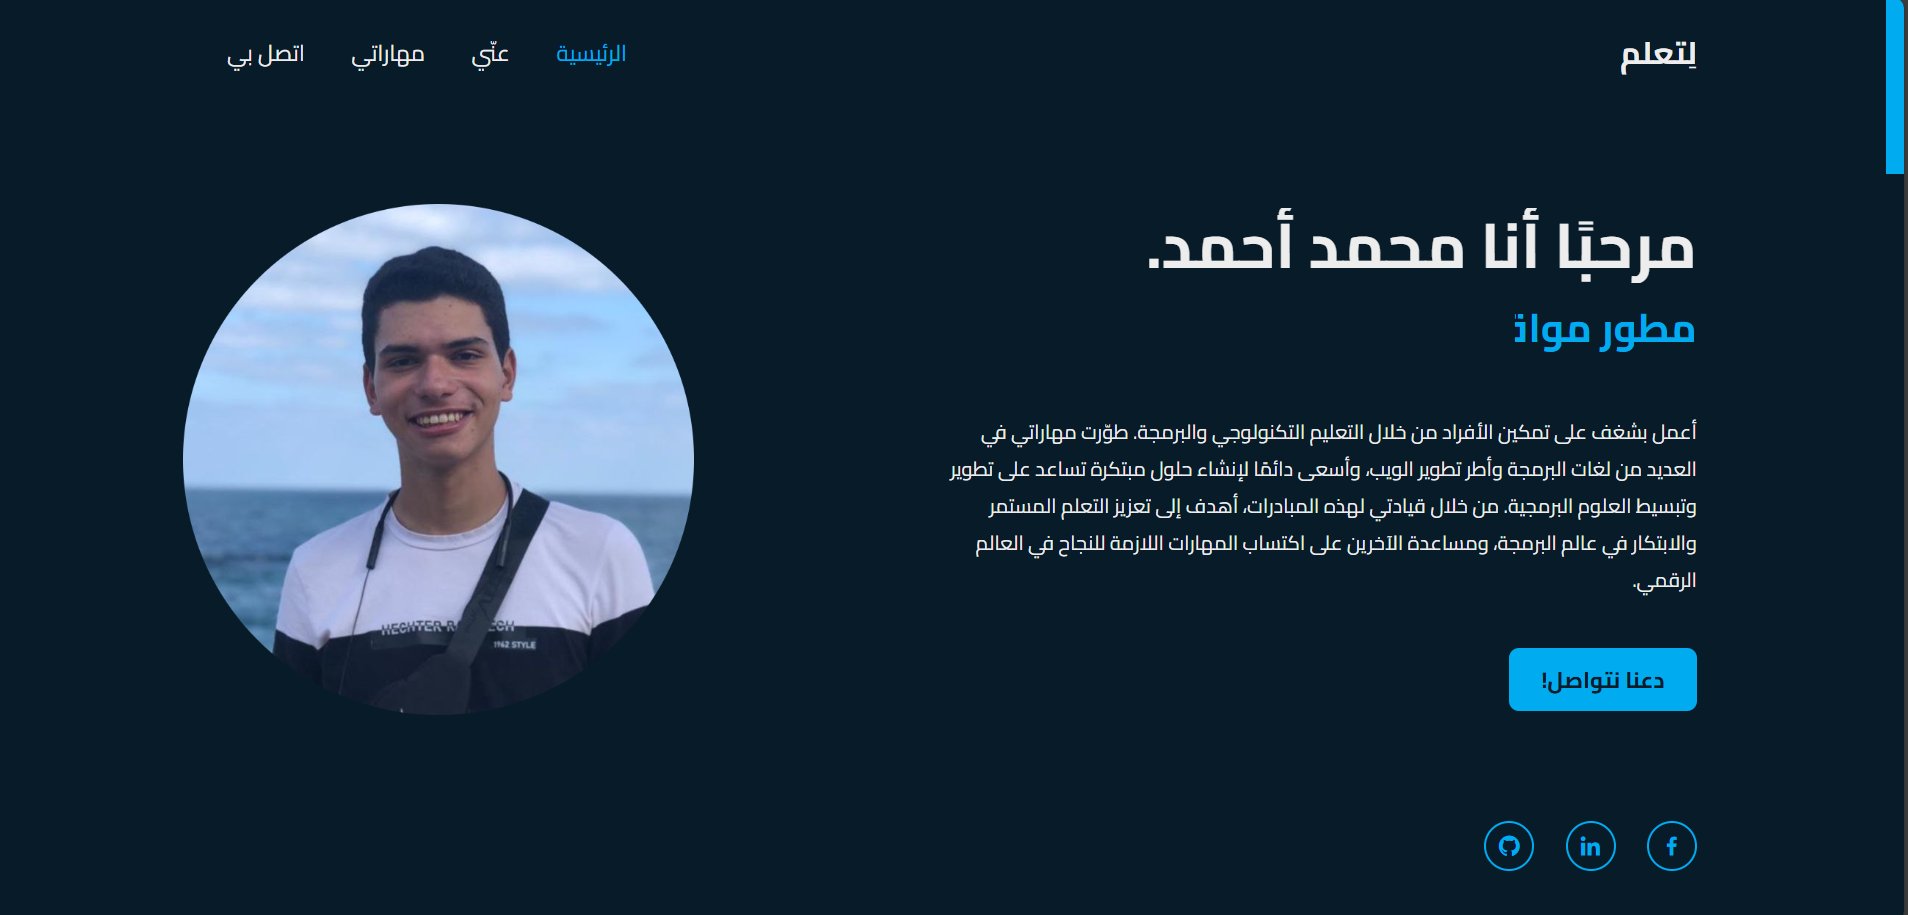 لِتعلم
الرئيسية
عنّي
مهاراتي
اتصل بي
مرحبًا أنا محمد أحمد.
مطور مواق
أعمل بشغف على تمكين الأفراد من خلال التعليم التكنولوجي والبرمجة. طوّرت مهاراتي في
العديد من لغات البرمجة وأطر تطوير الويب، وأسعى دائمًا لإنشاء حلول مبتكرة تساعد على تطوير
وتبسيط العلوم البرمجية. من خلال قيادتي لهذه المبادرات، أهدف إلى تعزيز التعلم المستمر
والابتكار في عالم البرمجة، ومساعدة الآخرين على اكتساب المهارات اللازمة للنجاح في العالم
الرقمي.
دعنا نتواصل!
HECHTER
1962 STYLE
in
f